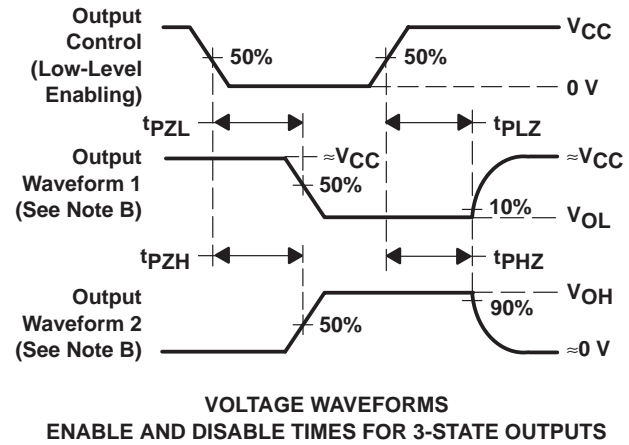 Output
Control
(Low-Level
Enabling)
VCC
50%
50%
0 V
tPZL
tPLZ
Output
Waveform 1
(See Note B)
≈VCC
50%
≈VCC
10%
VOL
tPZH
tPHZ
Output
Waveform 2
(See Note B)
50%
VOH
90%
≈0 V
VOLTAGE WAVEFORMS
ENABLE AND DISABLE TIMES FOR 3-STATE OUTPUTS